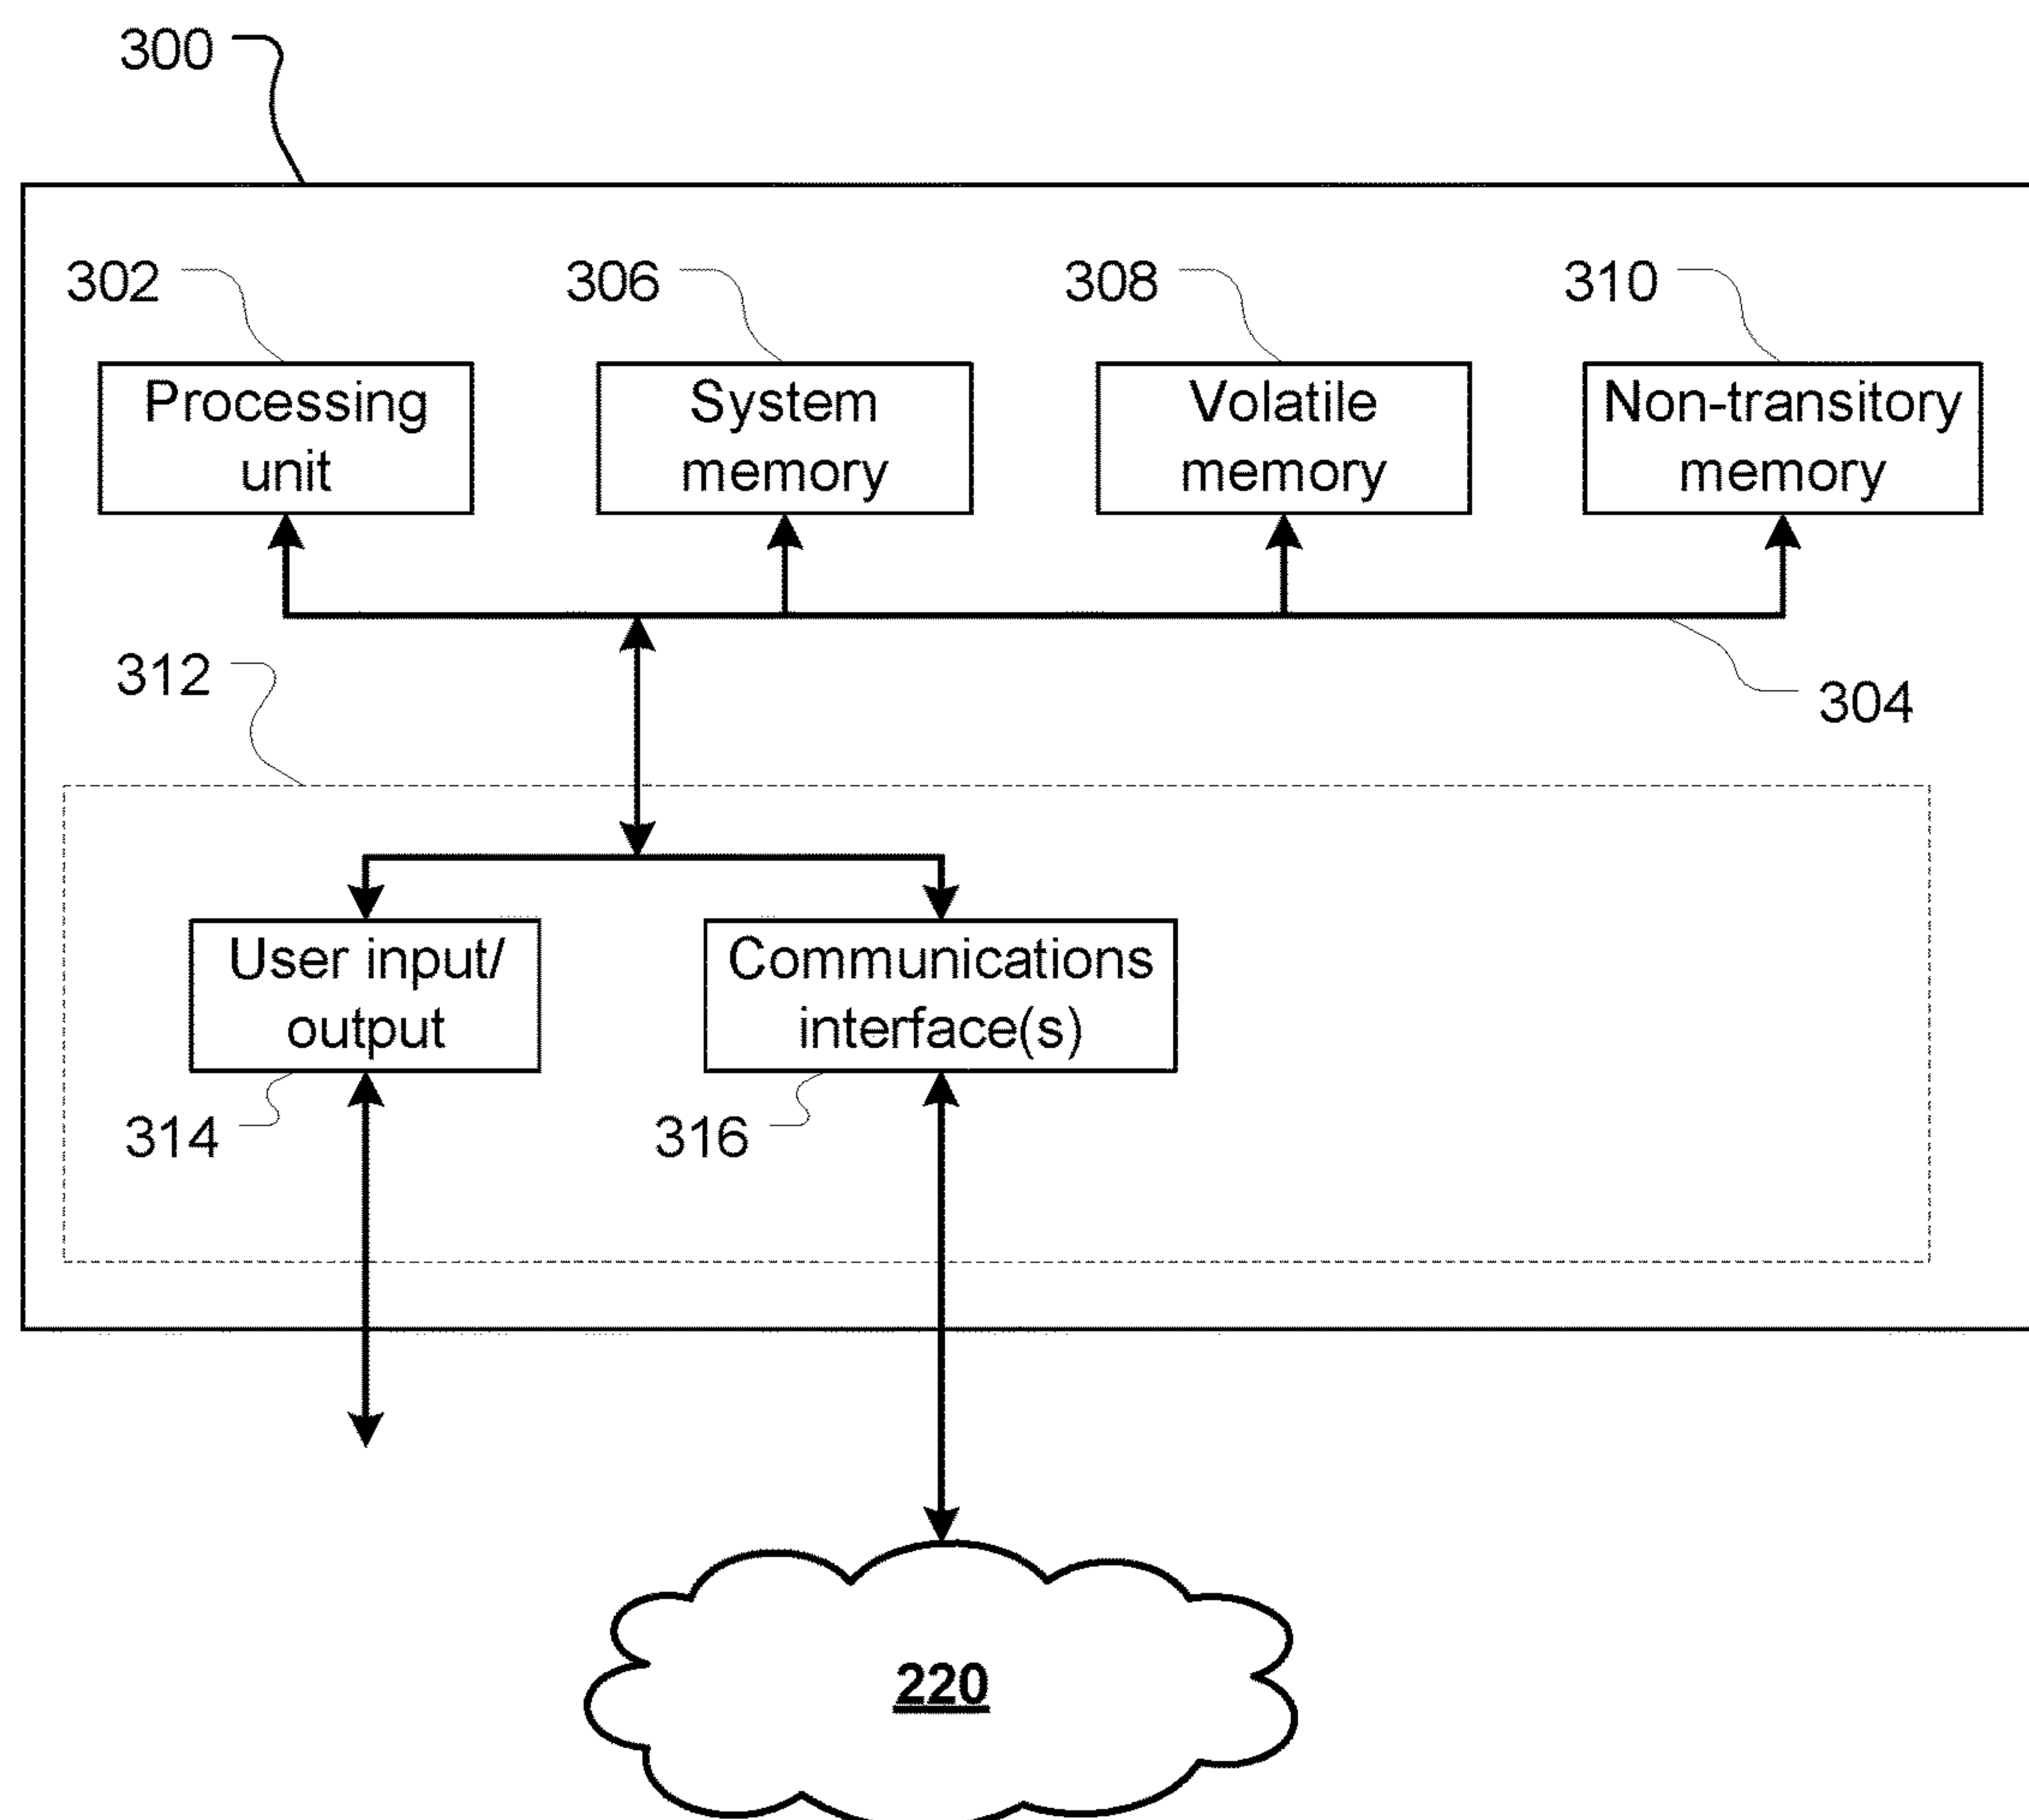 300
302
306
308
310
Processing
unit
System
memory
Volatile
memory
Non-transitory
memory
312
304
User input/
output
Communications
interface(s)
314
316
220